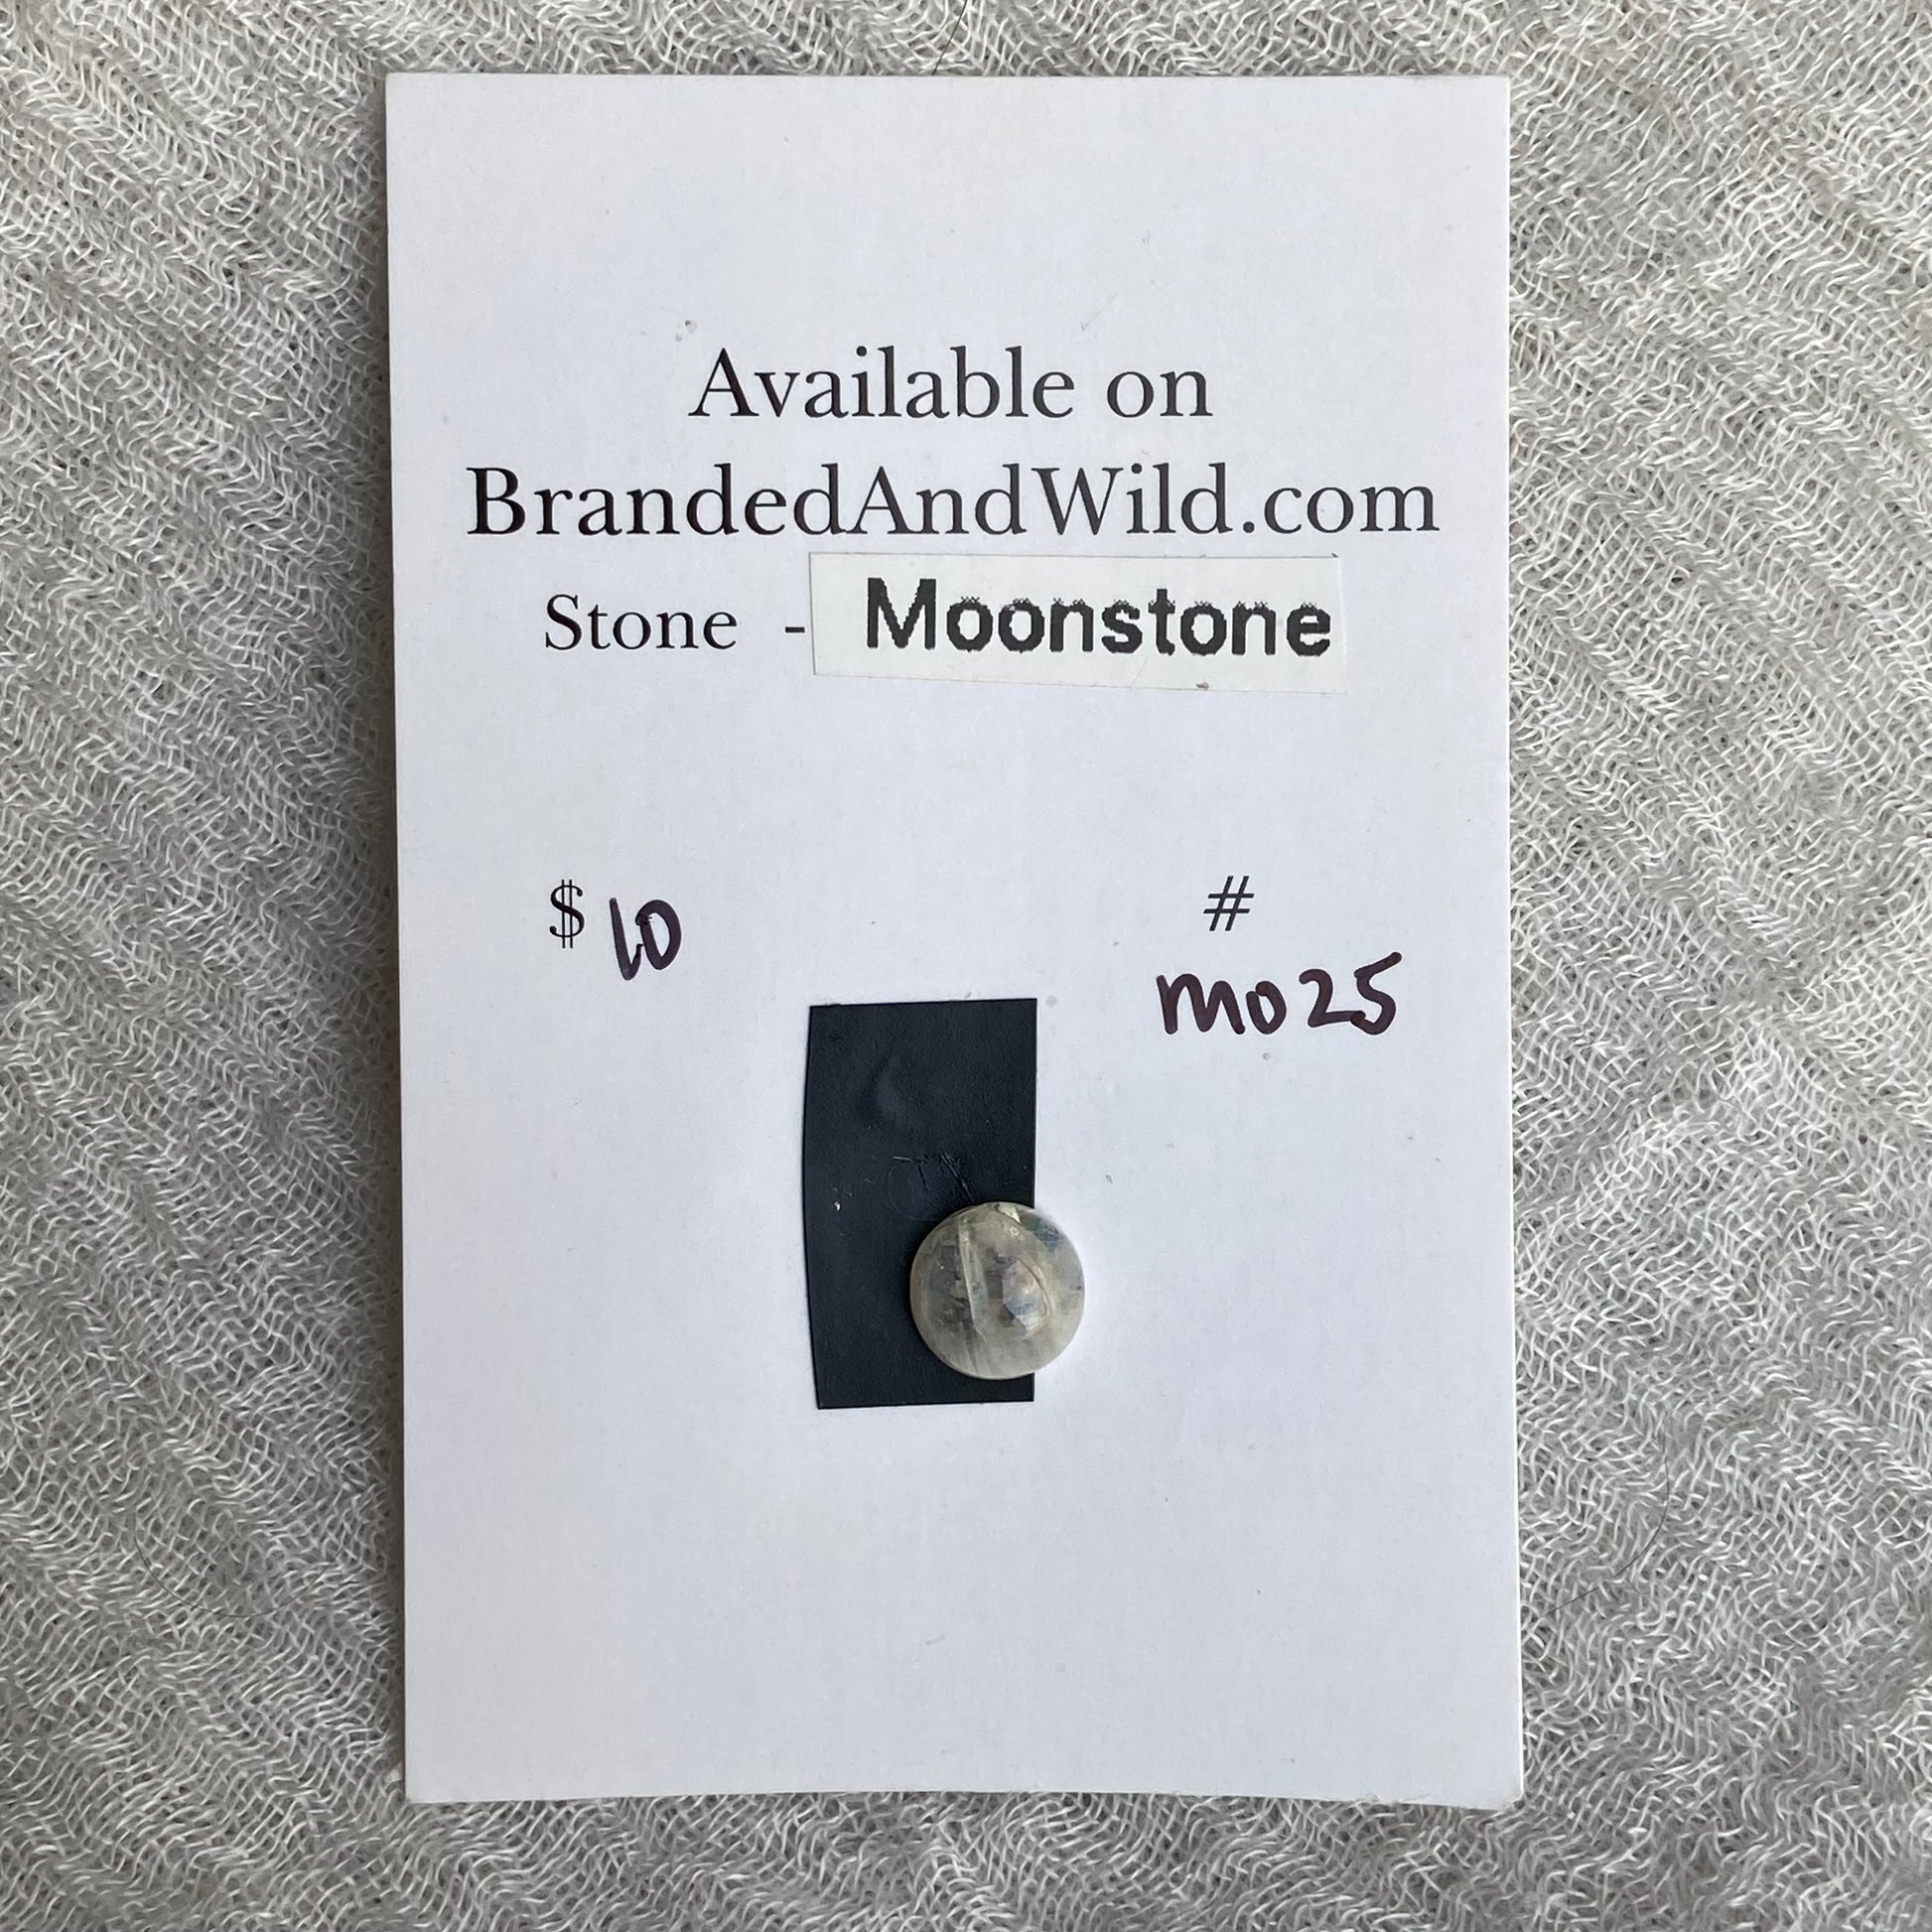 Available on
BrandedAndWild.com
Stone - Moonstone
$ 10
#
mo25